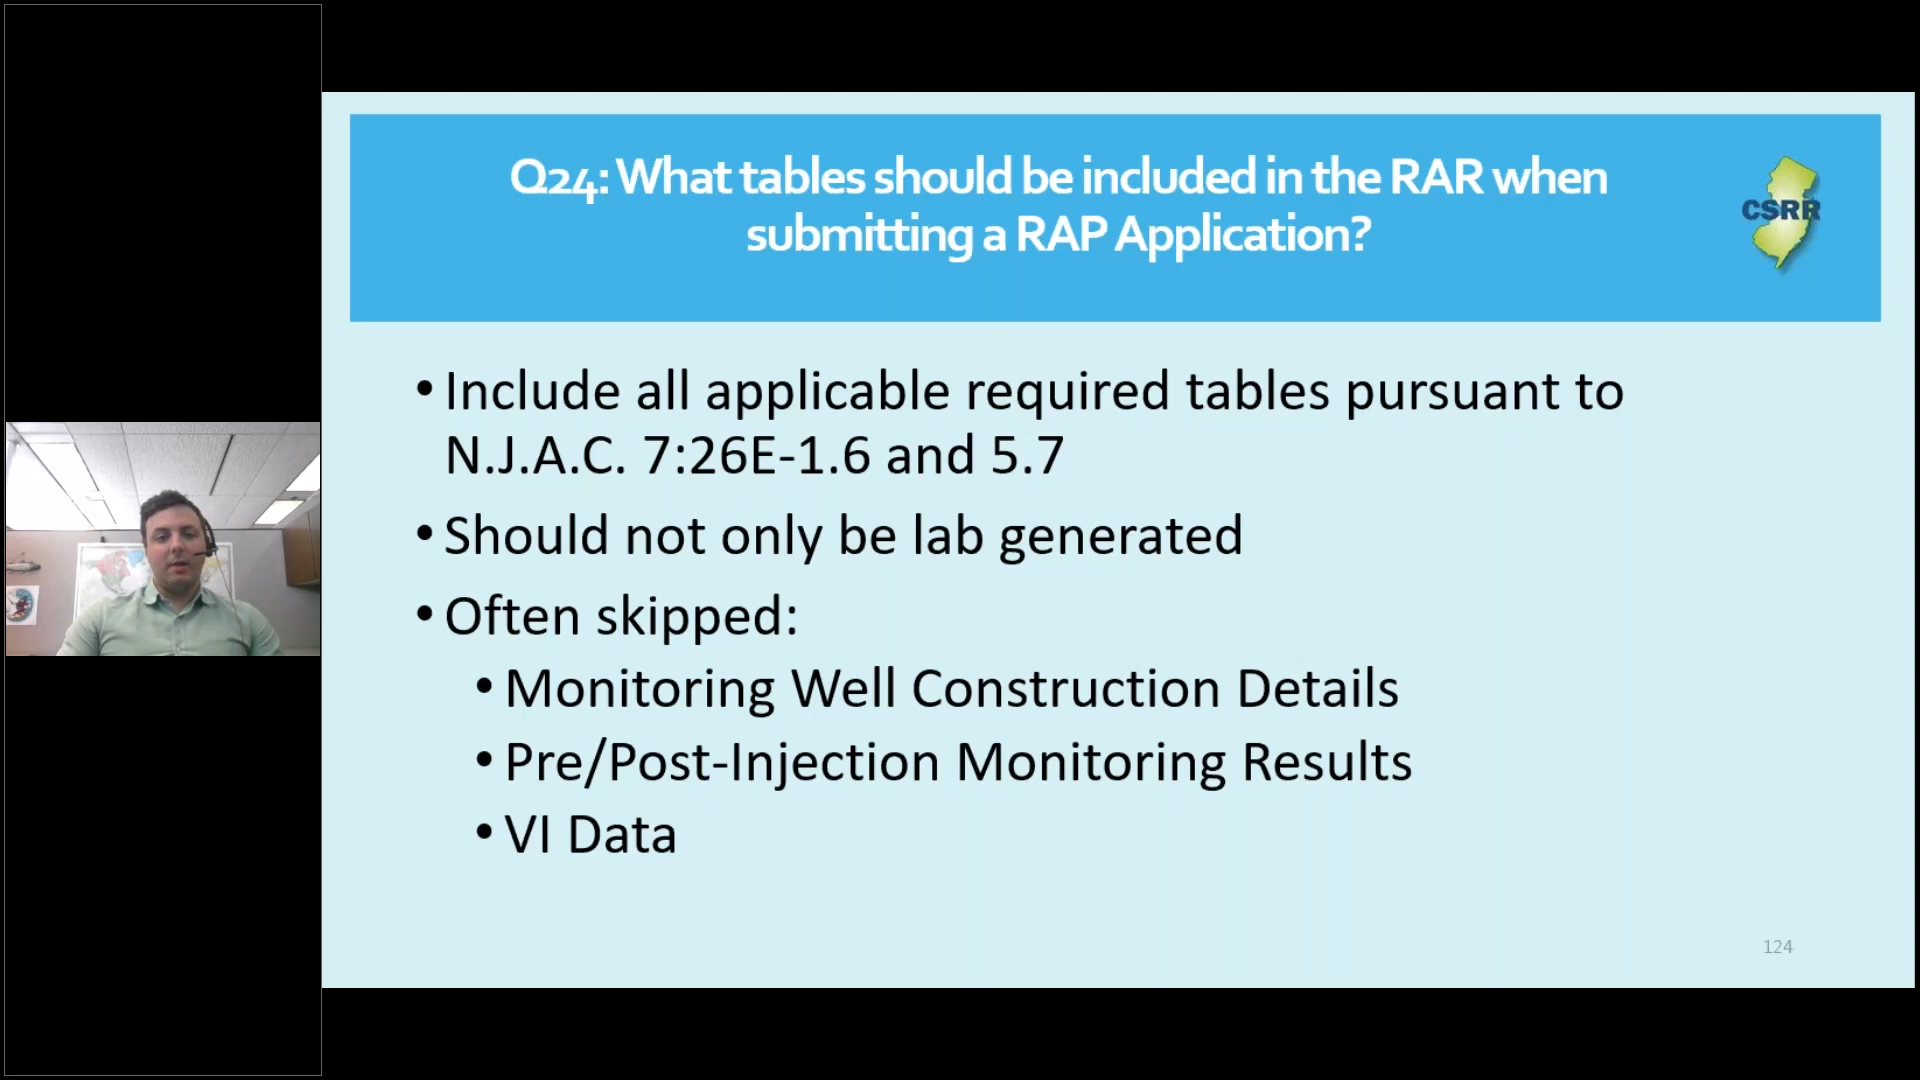 Q24: What tables should be included in the RAR when
submitting a RAP Application?
CSRR
• Include all applicable required tables pursuant to
N.J.A.C. 7:26E-1.6 and 5.7
• Should not only be lab generated
• Often skipped:
• Monitoring Well Construction Details
• Pre/Post-Injection Monitoring Results
• VI Data
124